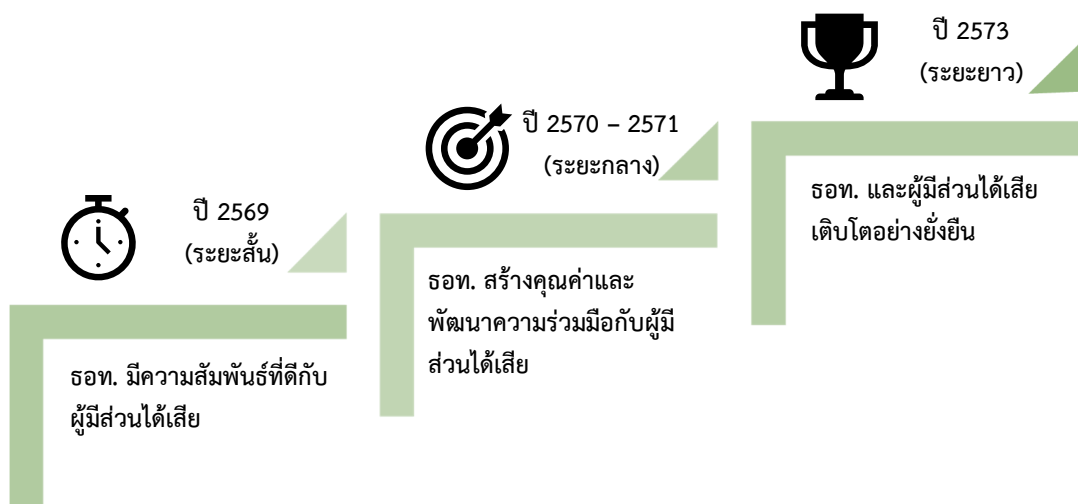 ปี 2569
(ระยะสั้น)
ธอท. มีความสัมพันธ์ที่ดีกับ
ผู้มีส่วนได้เสีย
ปี 2570 – 2571
(ระยะกลาง)
ธอท. สร้างคุณค่าและ
พัฒนาความร่วมมือกับผู้มี
ส่วนได้เสีย
ปี 2573
(ระยะยาว)
ธอท. และผู้มีส่วนได้เสีย
เติบโตอย่างยั่งยืน